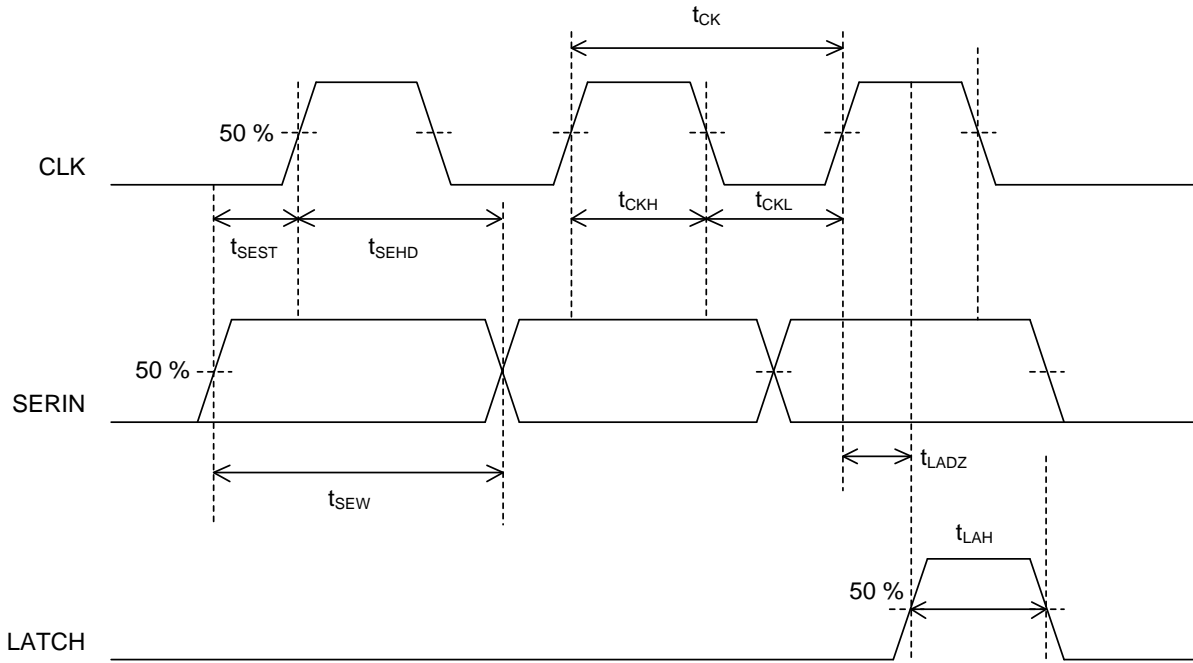 tCK
50 %
CLK
tCKH
tCKL
tSEST
tSEHD
50 %
SERIN
tLADZ
tSEW
tLAH
50 %
LATCH